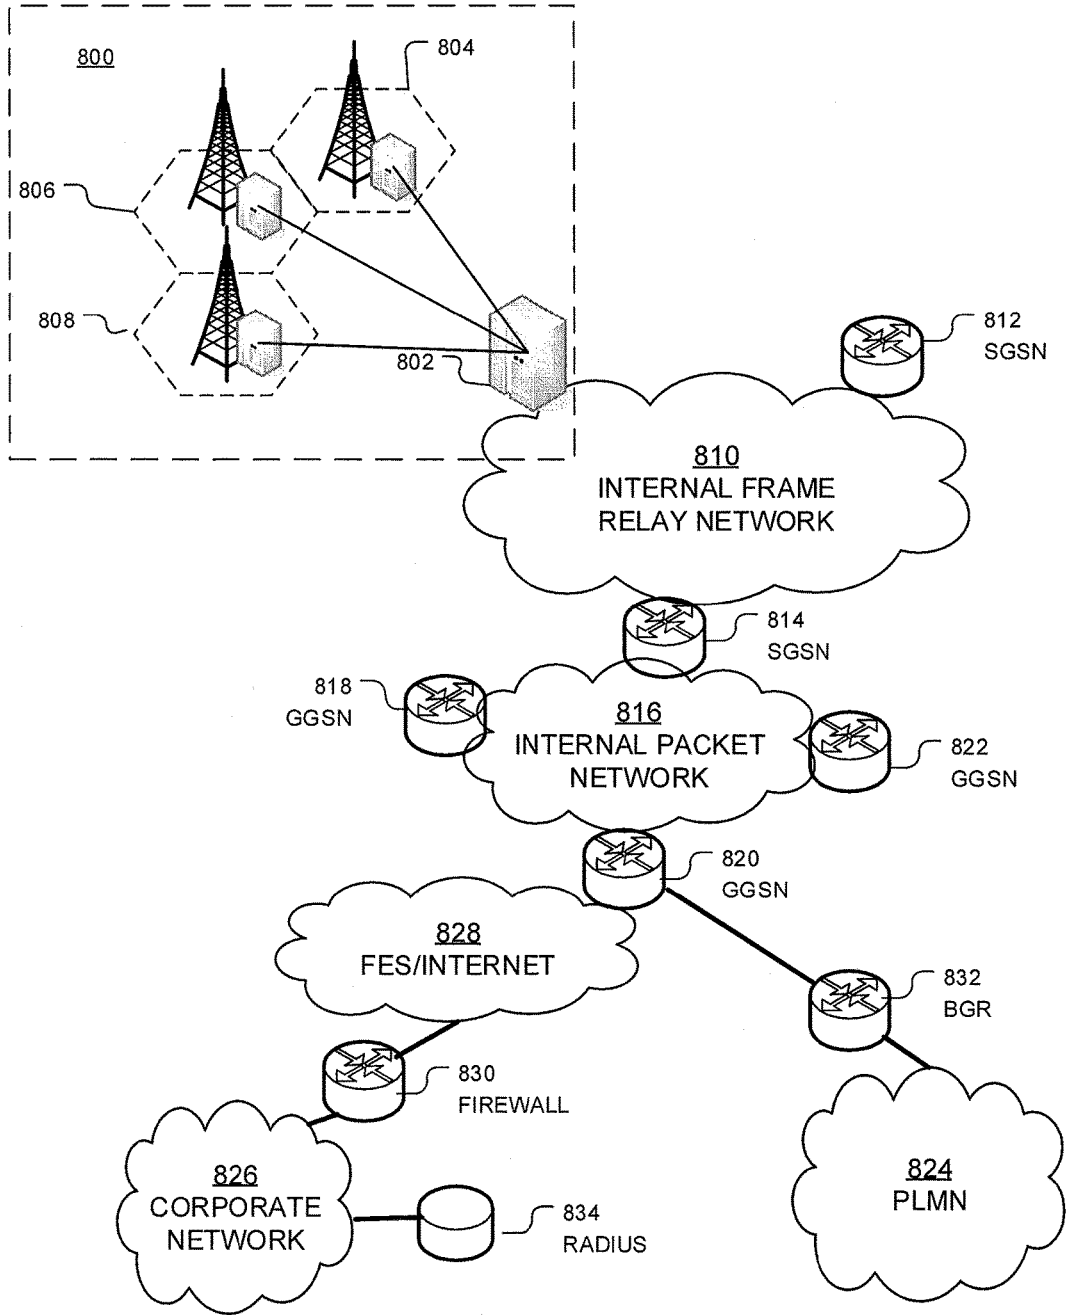 800
804
806
808
802
812
SGSN
810
INTERNAL FRAME
RELAY NETWORK
814
SGSN
818
GGSN
816
INTERNAL PACKET
NETWORK
822
GGSN
820
GGSN
828
FES/INTERNET
832
BGR
830
FIREWALL
826
CORPORATE
NETWORK
824
PLMN
834
RADIUS